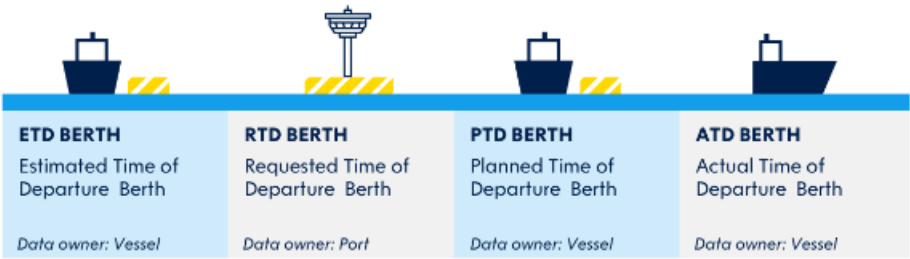 ETD BERTH
Estimated Time of
Departure Berth
Data owner: Vessel
RTD BERTH
Requested Time of
Departure Berth
Data owner: Port
PTD BERTH
Planned Time of
Departure Berth
Data owner: Vessel
ATD BERTH
Actual Time of
Departure Berth
Data owner: Vessel